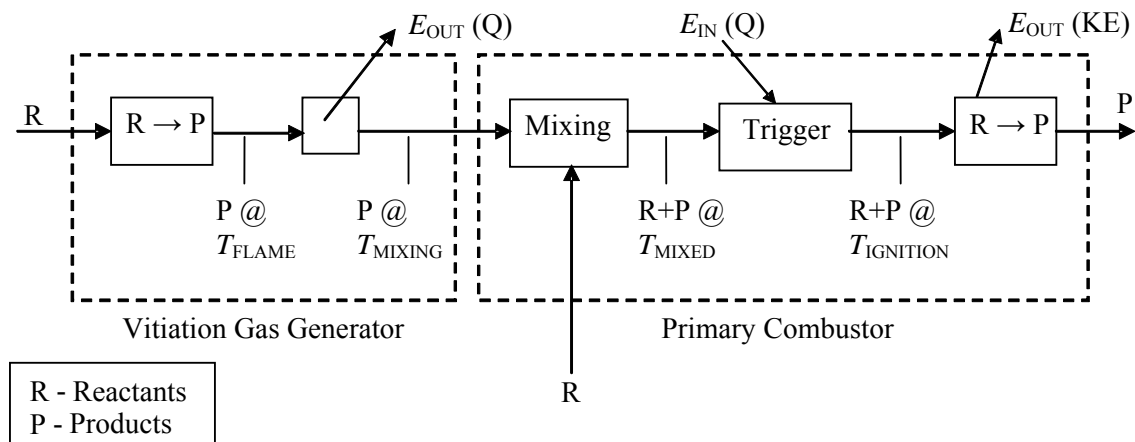 E_OUT (Q)
E_IN (Q)
E_OUT (KE)
R
R → P
Mixing
Trigger
R → P
P
P @
T_FLAME
P @
T_MIXING
R+P @
T_MIXED
R+P @
T_IGNITION
Vitiation Gas Generator
Primary Combustor
R
R - Reactants
P - Products